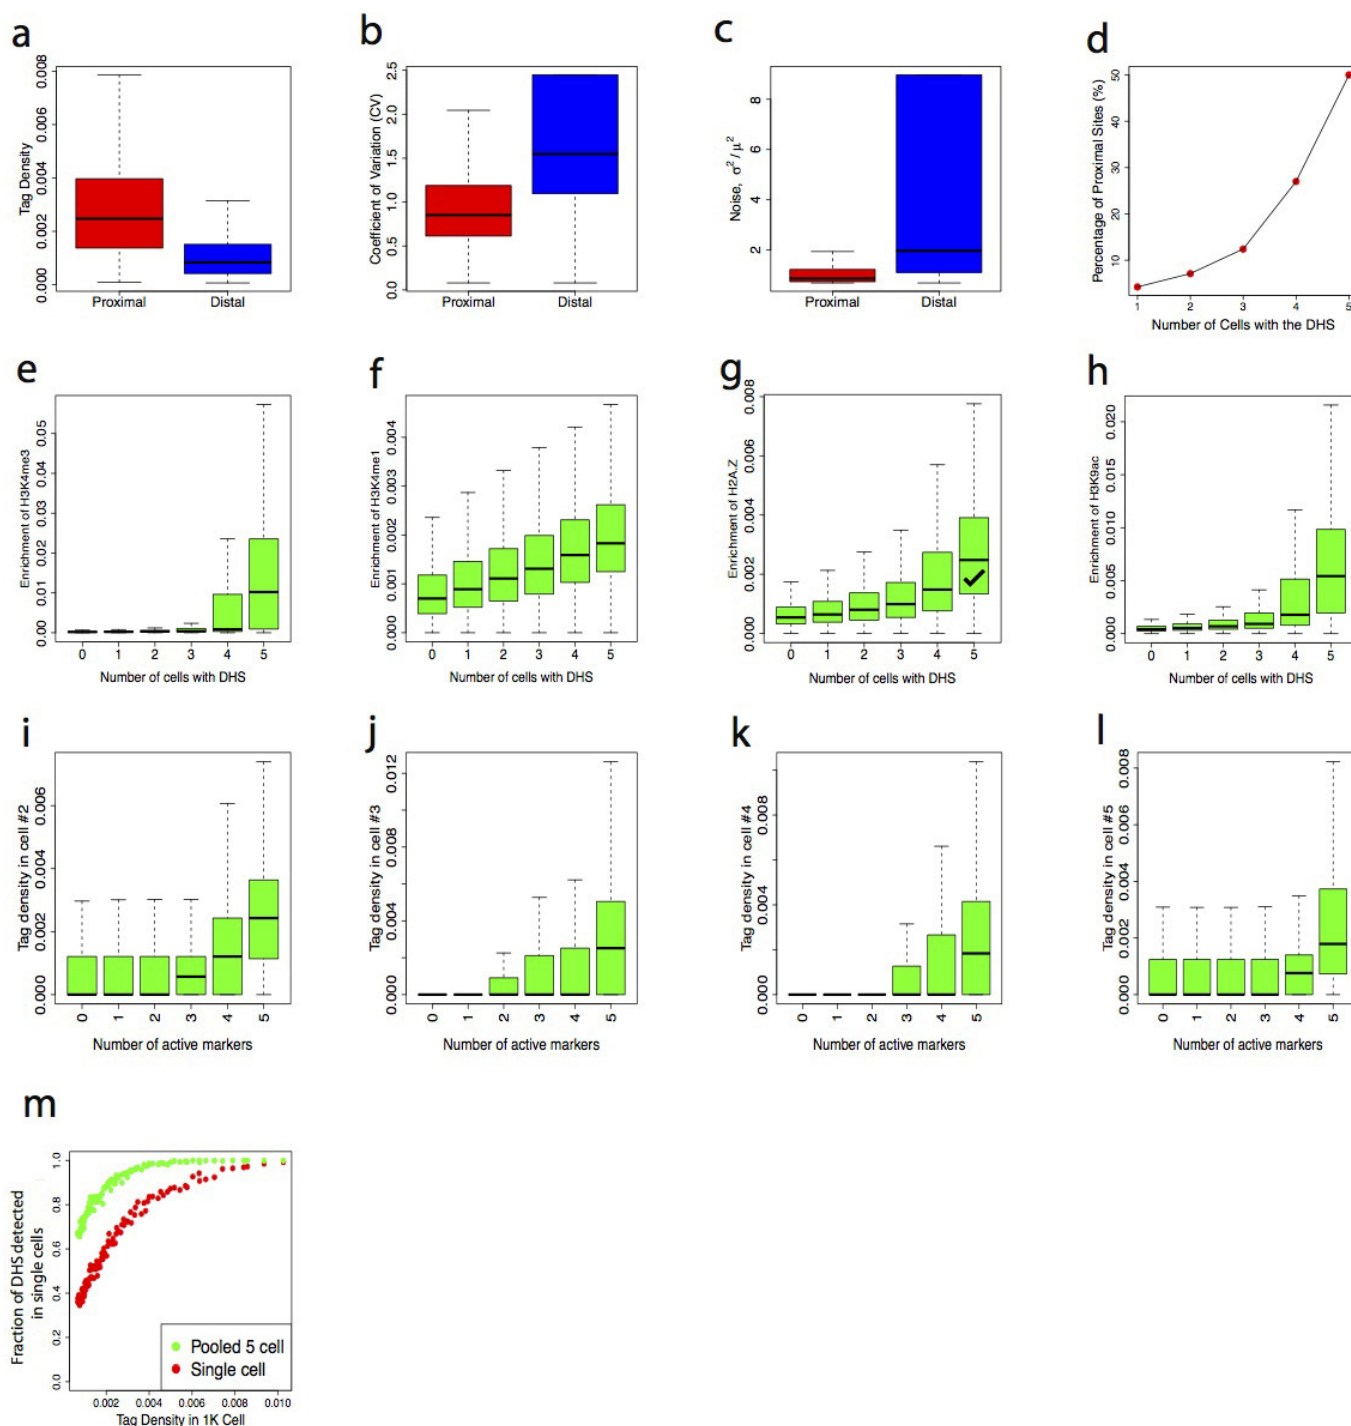 a
Tag Density
0.000
0.002
0.004
0.006
0.008
Proximal
Distal
b
Coefficient of Variation (CV)
0.0
0.5
1.0
1.5
2.0
2.5
Proximal
Distal
c
Noise, σ² / μ²
2
4
6
8
Proximal
Distal
d
Percentage of Proximal Sites (%)
10
20
30
40
50
1
2
3
4
5
Number of Cells with the DHS
e
Enrichment of H3K4me3
0.00
0.01
0.02
0.03
0.04
0.05
0 1 2 3 4 5
Number of cells with DHS
f
Enrichment of H3K4me1
0.000
0.001
0.002
0.003
0.004
0 1 2 3 4 5
Number of cells with DHS
g
Enrichment of H2A.Z
0.000
0.002
0.004
0.006
0.008
0 1 2 3 4 5
Number of cells with DHS
h
Enrichment of H3K9ac
0.000
0.005
0.010
0.015
0.020
0 1 2 3 4 5
Number of cells with DHS
i
Tag density in cell #2
0.000
0.002
0.004
0.006
0 1 2 3 4 5
Number of active markers
j
Tag density in cell #3
0.000
0.004
0.008
0.012
0 1 2 3 4 5
Number of active markers
k
Tag density in cell #4
0.000
0.004
0.008
0 1 2 3 4 5
Number of active markers
l
Tag density in cell #5
0.000
0.002
0.004
0.006
0.008
0 1 2 3 4 5
Number of active markers
m
Fraction of DHS detected
in single cells
0.0
0.2
0.4
0.6
0.8
1.0
Pooled 5 cell
Single cell
0.002 0.004 0.006 0.008 0.010
Tag Density in 1K Cell